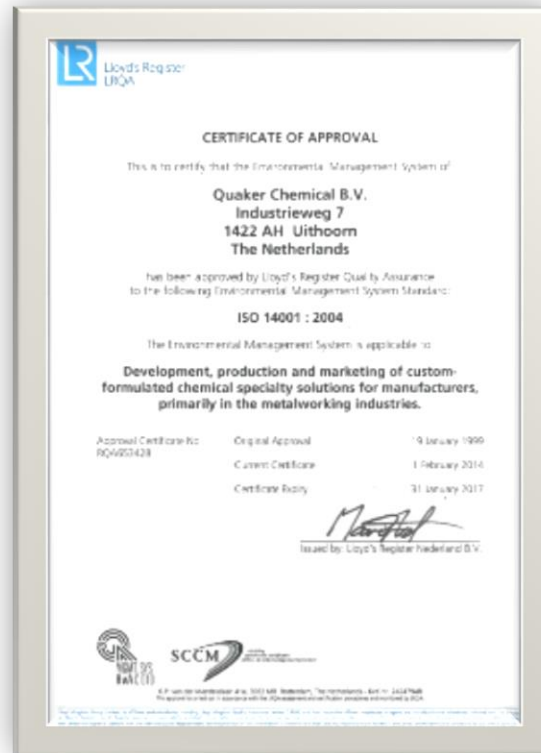 LR
Lloyd's Register
LRQA
CERTIFICATE OF APPROVAL
This is to certify that the Environmental Management System of
Quaker Chemical B.V.
Industrieweg 7
1422 AH Uithoorn
The Netherlands
has been approved by Lloyd's Register Quality Assurance
to the following Environmental Management System Standard:
ISO 14001 : 2004
The Environmental Management System is applicable to
Development, production and marketing of custom-
formulated chemical specialty solutions for manufacturers,
primarily in the metalworking industries.
Approval Certificate No Original Approval 19 January 1999
Current Certificate 1 February 2014
Certificate Expiry 31 January 2017
Issued by: Lloyd's Register Nederland B.V.
SCCM